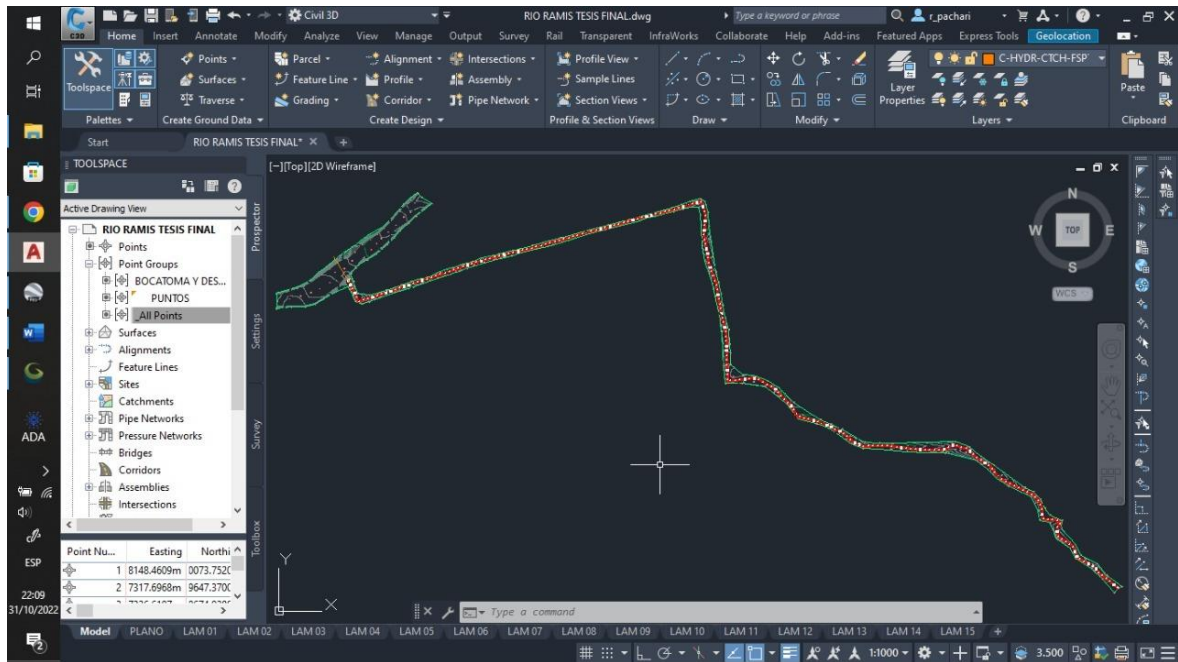 C3D Civil 3D RIO RAMIS TESIS FINAL.dwg Type a keyword or phrase r_pachari
Home Insert Annotate Modify Analyze View Manage Output Survey Rail Transparent InfraWorks Collaborate Help Add-ins Featured Apps Express Tools Geolocation
Toolspace
Points
Surfaces
Traverse
Parcel
Feature Line
Grading
Alignment
Profile
Corridor
Intersections
Assembly
Pipe Network
Profile View
Sample Lines
Section Views
Layer Properties
C-HYDR-CTCH-FSP
Paste
Palettes Create Ground Data Create Design Profile & Section Views Draw Modify Layers Clipboard
Start RIO RAMIS TESIS FINAL*
TOOLSPACE
Active Drawing View
RIO RAMIS TESIS FINAL
Points
Point Groups
BOCATOMA Y DES...
PUNTOS
_All Points
Surfaces
Alignments
Feature Lines
Sites
Catchments
Pipe Networks
Pressure Networks
Bridges
Corridors
Assemblies
Intersections
Prospector
Settings
Survey
Toolbox
Point Nu... Easting Northi
1 8148.4609m 0073.752(
2 7317.6968m 9647.370(
[-][Top][2D Wireframe]
N
W TOP E
S
WCS
Y
X
Type a command
Model PLANO LAM 01 LAM 02 LAM 03 LAM 04 LAM 05 LAM 06 LAM 07 LAM 08 LAM 09 LAM 10 LAM 11 LAM 12 LAM 13 LAM 14 LAM 15
1:1000 3.500
ADA
ESP
22:09
31/10/2022
2